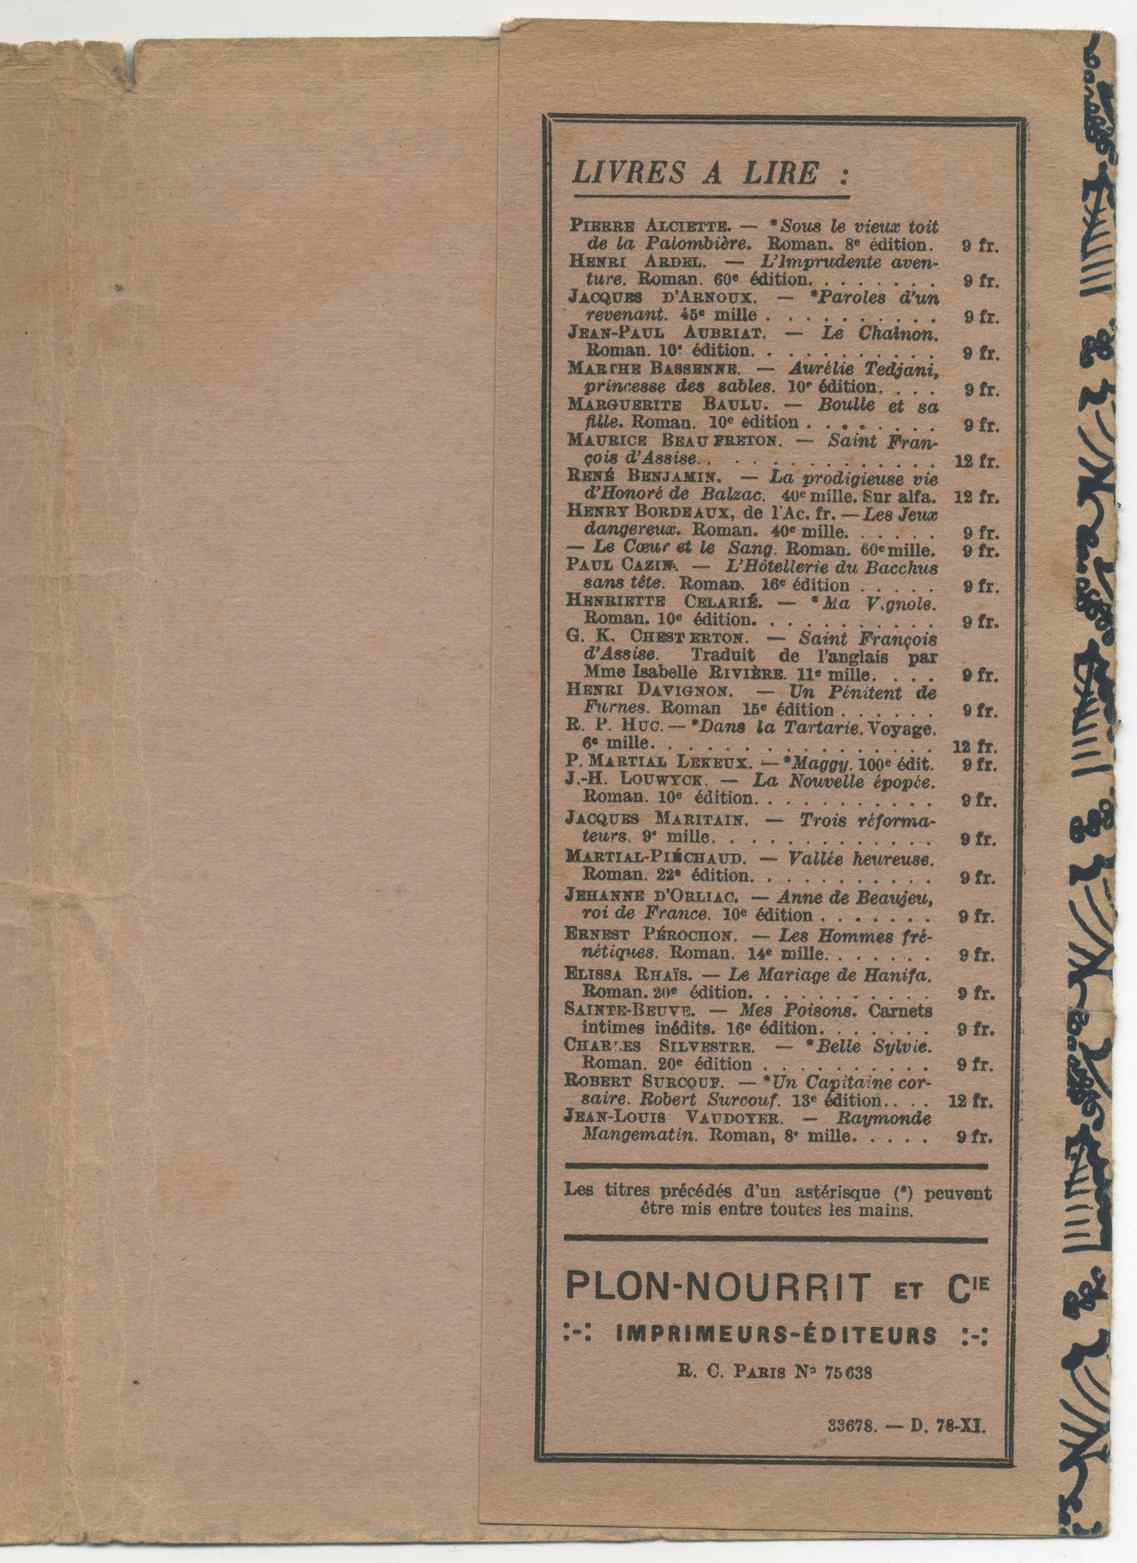 LIVRES A LIRE :
PIERRE ALCIETTE. — *Sous le vieux toit
de la Palombière. Roman. 8e édition. 9 fr.
HENRI ARDEL. — L'Imprudente aven-
ture. Roman. 60e édition. . . . . . . . 9 fr.
JACQUES D'ARNOUX. — *Paroles d'un
revenant. 45e mille . . . . . . . . . . 9 fr.
JEAN-PAUL AUBRIAT. — Le Chaînon.
Roman. 10e édition. . . . . . . . . . . 9 fr.
MARTHE BASSENNE. — Aurélie Tedjani,
princesse des sables. 10e édition. . . . 9 fr.
MARGUERITE BAULU. — Boulle et sa
fille. Roman. 10e édition . . . . . . . 9 fr.
MAURICE BEAUFRETON. — Saint Fran-
çois d'Assise. . . . . . . . . . . . . 12 fr.
RENÉ BENJAMIN. — La prodigieuse vie
d'Honoré de Balzac. 40e mille. Sur alfa. 12 fr.
HENRY BORDEAUX, de l'Ac. fr. — Les Jeux
dangereux. Roman. 40e mille. . . . . . 9 fr.
— Le Cœur et le Sang. Roman. 60e mille. 9 fr.
PAUL CAZIN. — L'Hôtellerie du Bacchus
sans tête. Roman. 16e édition . . . . . 9 fr.
HENRIETTE CELARIÉ. — *Ma Vignole.
Roman. 10e édition. . . . . . . . . . . 9 fr.
G. K. CHESTERTON. — Saint François
d'Assise. Traduit de l'anglais par
Mme Isabelle RIVIÈRE. 11e mille. . . . 9 fr.
HENRI DAVIGNON. — Un Pénitent de
Furnes. Roman 15e édition . . . . . . 9 fr.
R. P. HUC. — *Dans la Tartarie. Voyage.
6e mille. . . . . . . . . . . . . . . . 12 fr.
P. MARTIAL LEKEUX. — *Maggy. 100e édit. 9 fr.
J.-H. LOUWYCK. — La Nouvelle épopée.
Roman. 10e édition. . . . . . . . . . . 9 fr.
JACQUES MARITAIN. — Trois réforma-
teurs. 9e mille. . . . . . . . . . . . . 9 fr.
MARTIAL-PIÉCHAUD. — Vallée heureuse.
Roman. 22e édition. . . . . . . . . . . 9 fr.
JEHANNE D'ORLIAC. — Anne de Beaujeu,
roi de France. 10e édition . . . . . . . 9 fr.
ERNEST PÉROCHON. — Les Hommes fré-
nétiques. Roman. 14e mille. . . . . . . 9 fr.
ELISSA RHAÏS. — Le Mariage de Hanifa.
Roman. 20e édition. . . . . . . . . . . 9 fr.
SAINTE-BEUVE. — Mes Poisons. Carnets
intimes inédits. 16e édition. . . . . . . 9 fr.
CHARLES SILVESTRE. — *Belle Sylvie.
Roman. 20e édition . . . . . . . . . . 9 fr.
ROBERT SURCOUF. — *Un Capitaine cor-
saire. Robert Surcouf. 13e édition. . . . 12 fr.
JEAN-LOUIS VAUDOYER. — Raymonde
Mangematin. Roman, 8e mille. . . . . . 9 fr.
Les titres précédés d'un astérisque (*) peuvent
être mis entre toutes les mains.
PLON-NOURRIT ET CIE
:-: IMPRIMEURS-ÉDITEURS :-:
R. C. PARIS No 75638
33678. — D. 78-XI.